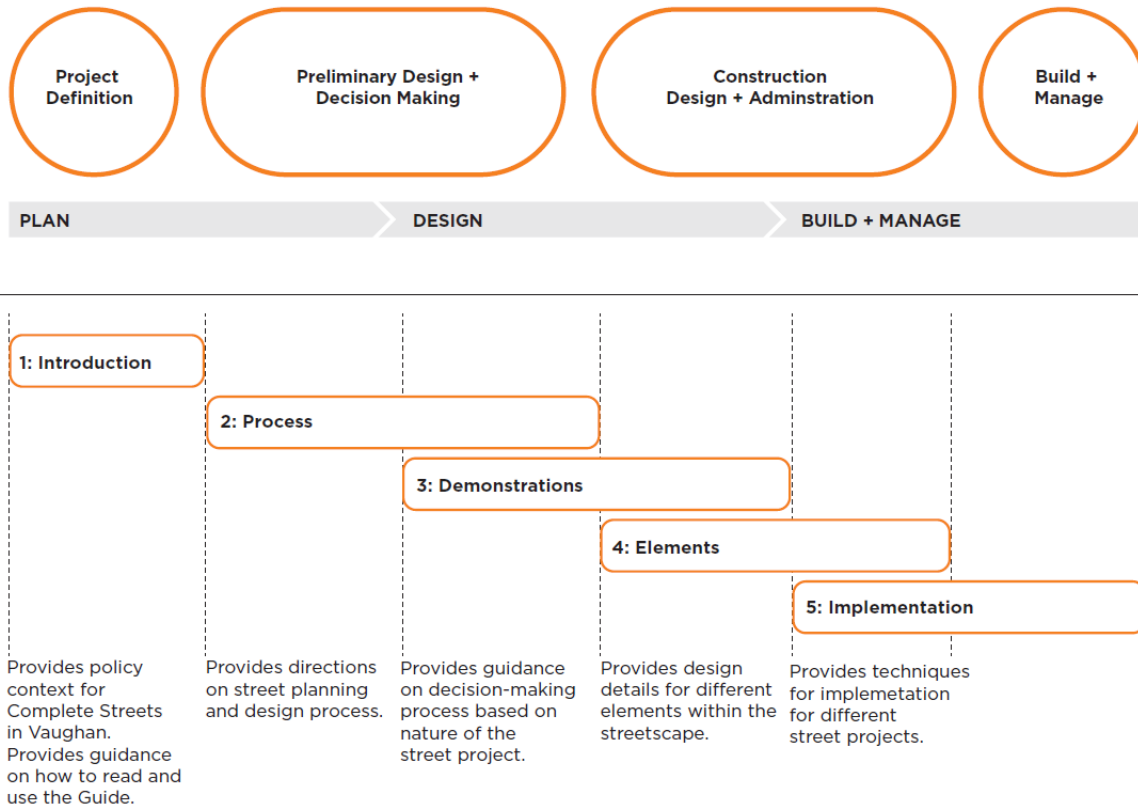 Project
Definition
Preliminary Design +
Decision Making
Construction
Design + Adminstration
Build +
Manage
PLAN
DESIGN
BUILD + MANAGE
1: Introduction
2: Process
3: Demonstrations
4: Elements
5: Implementation
Provides policy
context for
Complete Streets
in Vaughan.
Provides guidance
on how to read and
use the Guide.
Provides directions
on street planning
and design process.
Provides guidance
on decision-making
process based on
nature of the
street project.
Provides design
details for different
elements within the
streetscape.
Provides techniques
for implemetation
for different
street projects.